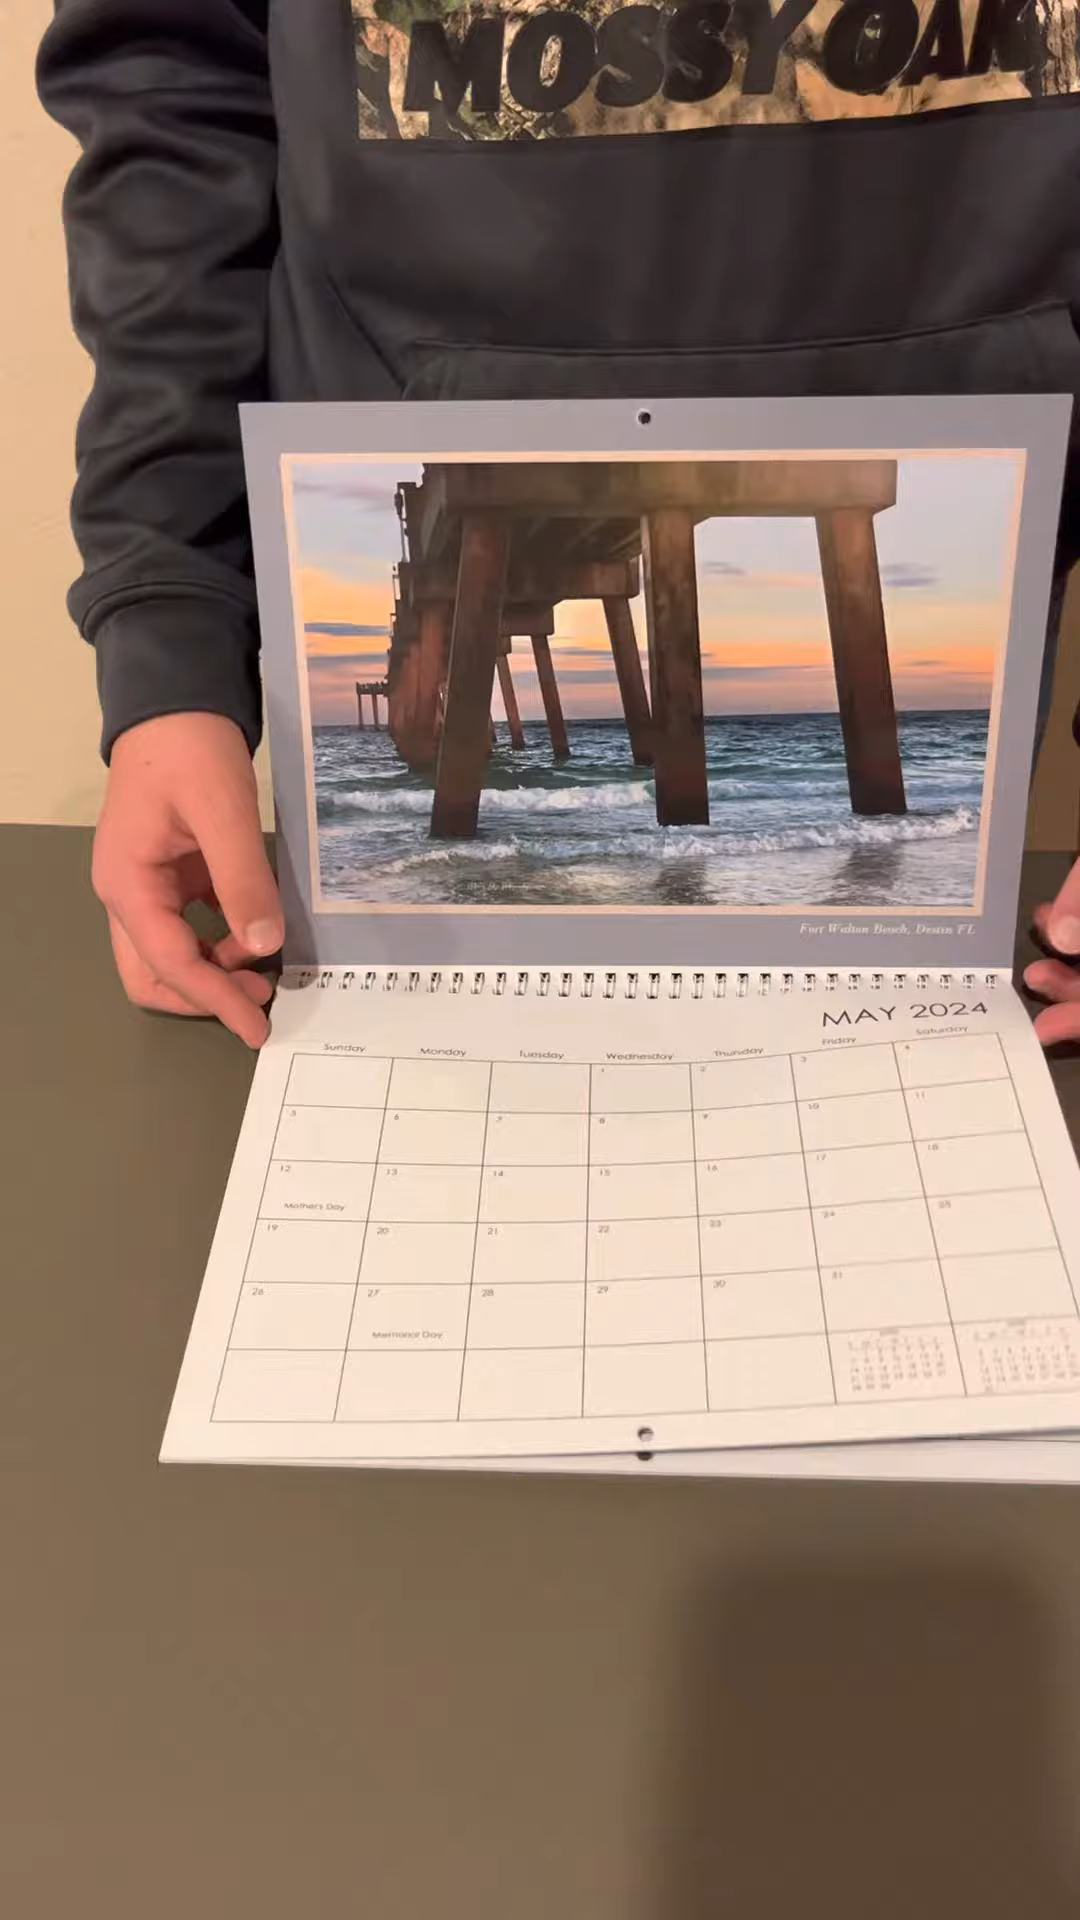 MOSSY OAK
Fort Walton Beach, Destin FL
MAY 2024
Sunday Monday Tuesday Wednesday Thursday Friday Saturday
1 2 3 4
5 6 7 8 9 10 11
12 13 14 15 16 17 18
Mother's Day
19 20 21 22 23 24 25
26 27 28 29 30 31
Memorial Day